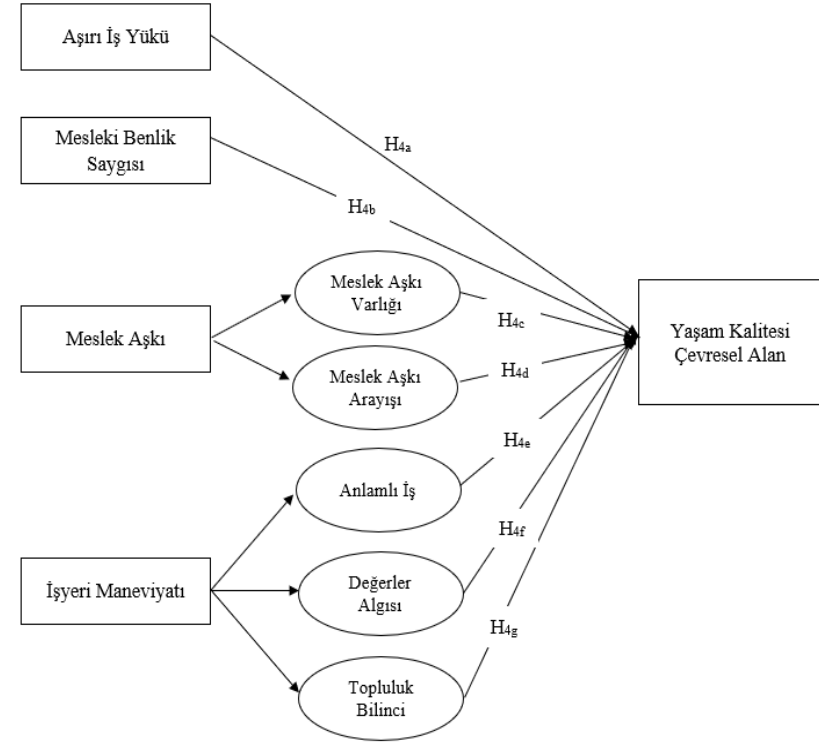 Aşırı İş Yükü
Mesleki Benlik
Saygısı
H4a
H4b
Meslek Aşkı
Meslek Aşkı
Varlığı
H4c
Meslek Aşkı
Arayışı
H4d
Yaşam Kalitesi
Çevresel Alan
Anlamlı İş
H4e
İşyeri Maneviyatı
Değerler
Algısı
H4f
Topluluk
Bilinci
H4g